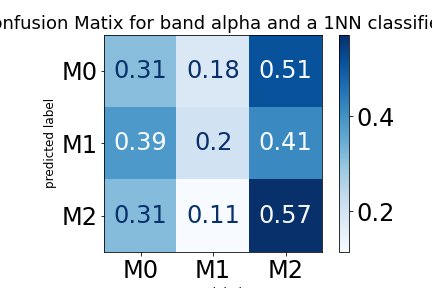 onfusion Matix for band alpha and a 1NN classifie
M0 0.31 0.18 0.51
M1 0.39 0.2 0.41
M2 0.31 0.11 0.57
M0 M1 M2
predicted label
0.4
0.2